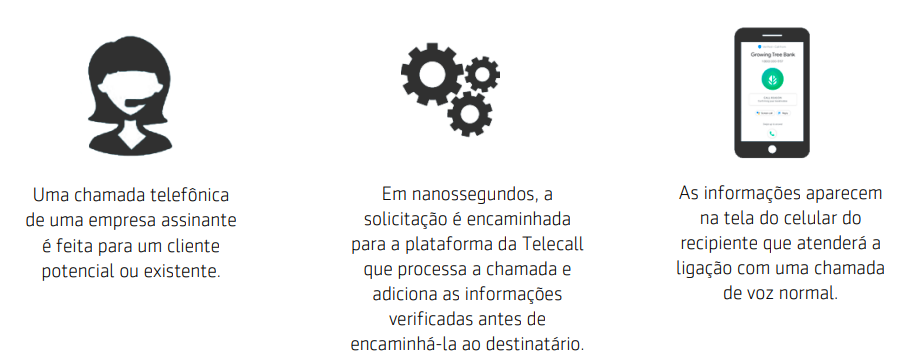 Uma chamada telefônica
de uma empresa assinante
é feita para um cliente
potencial ou existente.
Em nanossegundos, a
solicitação é encaminhada
para a plataforma da Telecall
que processa a chamada e
adiciona as informações
verificadas antes de
encaminhá-la ao destinatário.
Growing Tree Bank
As informações aparecem
na tela do celular do
recipiente que atenderá a
ligação com uma chamada
de voz normal.